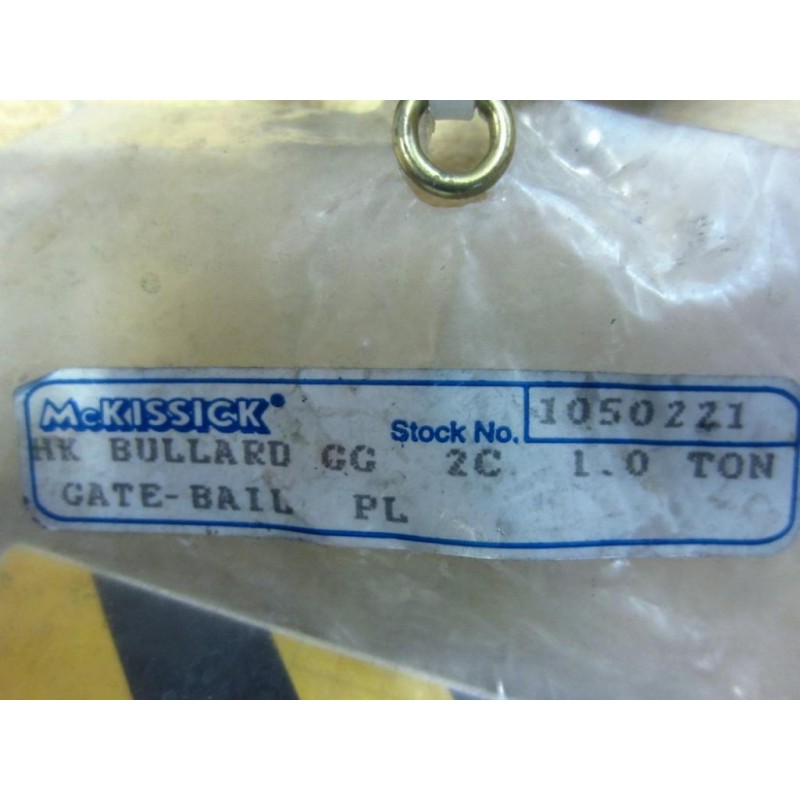 McKISSICK®
Stock No. 1050221
HK BULLARD GG 2C 1.0 TON
GATE-BAIL PL